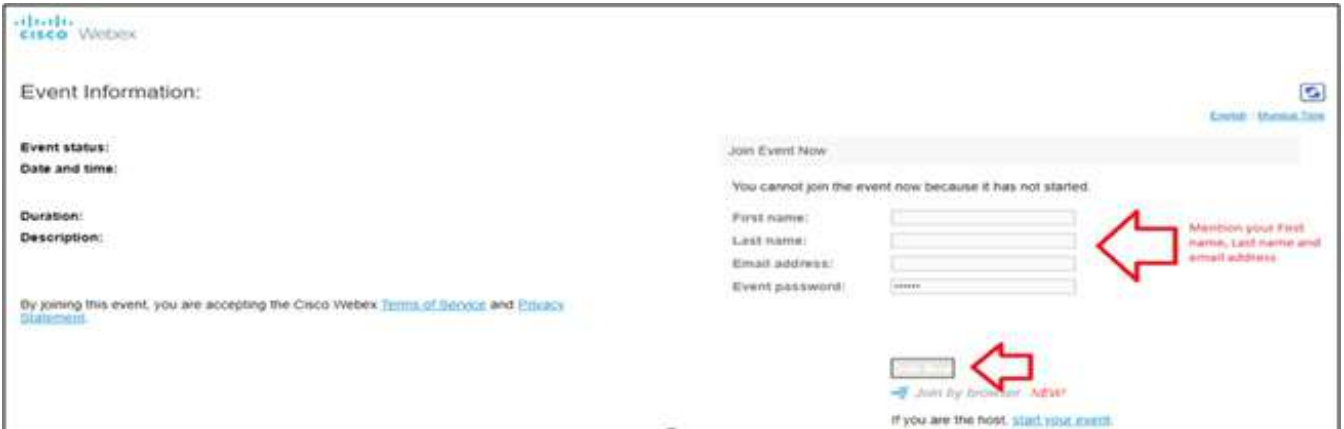 CISCO Webex
Event Information:
English : Mumbai Time
Event status:
Date and time:
Duration:
Description:
By joining this event, you are accepting the Cisco Webex Terms of Service and Privacy
Statement.
Join Event Now
You cannot join the event now because it has not started.
First name:
Last name:
Email address:
Event password:
Mention your First
name, Last name and
email address
Join by browser NEW!
If you are the host, start your event.